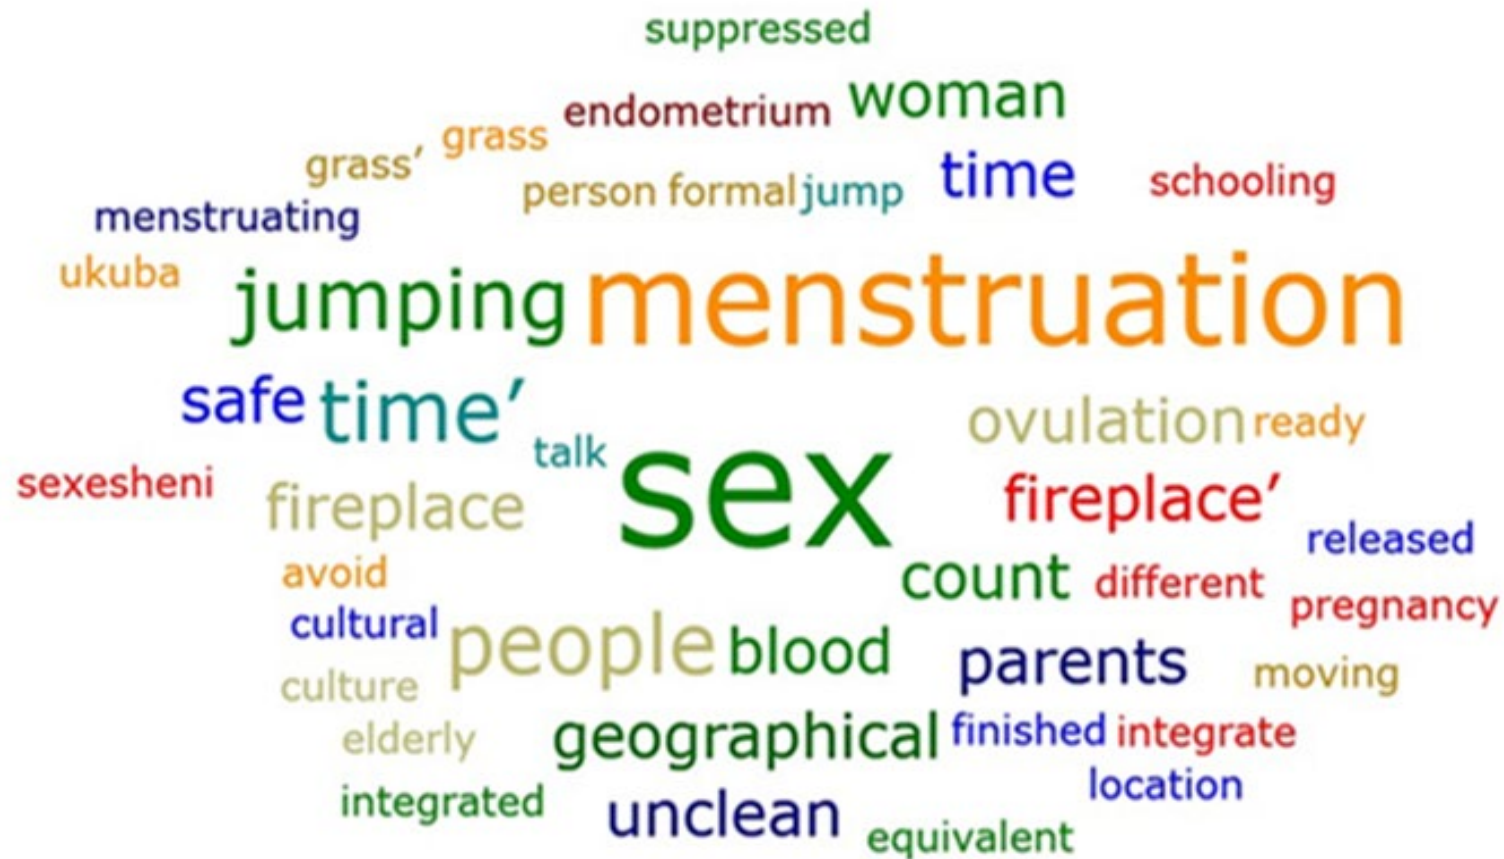 suppressed
endometrium woman
grass’ grass
person formal jump time schooling
menstruating
ukuba jumping menstruation
safe time’ ovulation ready
talk sex
sexesheni fireplace fireplace’
released
avoid count different pregnancy
cultural people blood parents moving
culture
elderly geographical finished integrate
integrated unclean location
equivalent